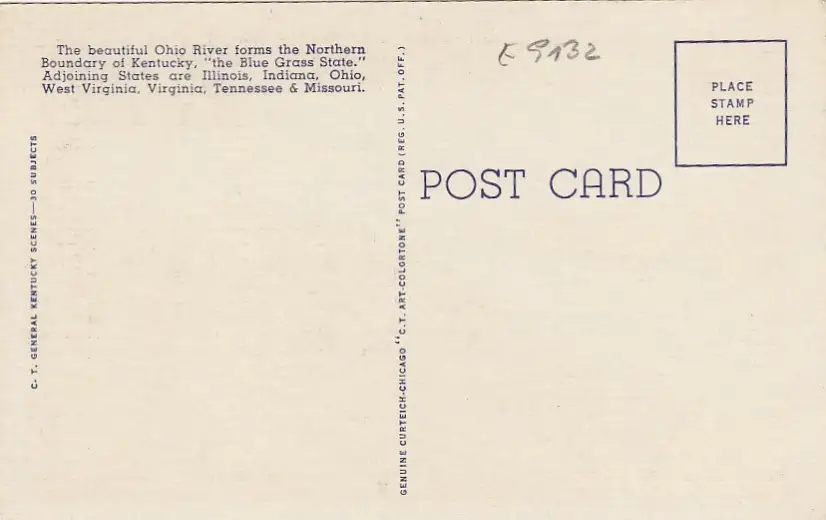 The beautiful Ohio River forms the Northern
Boundary of Kentucky, "the Blue Grass State."
Adjoining States are Illinois, Indiana, Ohio,
West Virginia, Virginia, Tennessee & Missouri.
C. T. GENERAL KENTUCKY SCENES—30 SUBJECTS
GENUINE CURTEICH-CHICAGO "C. T. ART-COLORTONE" POST CARD (REG. U. S. PAT. OFF.)
E 9132
PLACE
STAMP
HERE
POST CARD